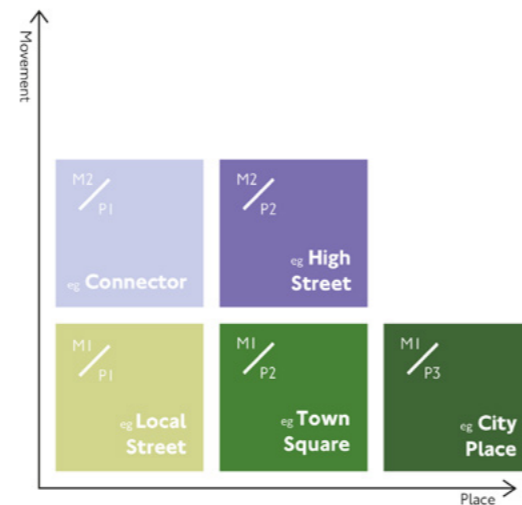 Movement
M2
P1
eg Connector
M2
P2
eg High
Street
M1
P1
eg Local
Street
M1
P2
eg Town
Square
M1
P3
eg City
Place
Place